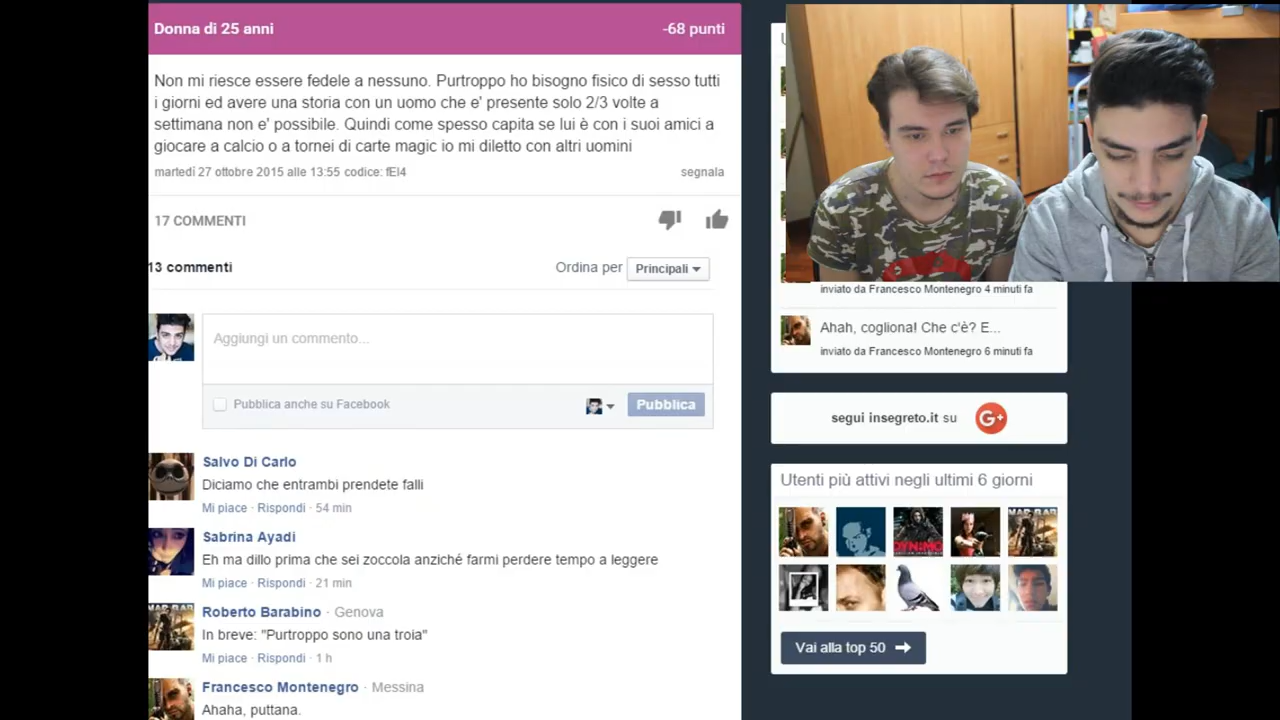 Donna di 25 anni
-68 punti
Non mi riesce essere fedele a nessuno. Purtroppo ho bisogno fisico di sesso tutti
i giorni ed avere una storia con un uomo che e' presente solo 2/3 volte a
settimana non e' possibile. Quindi come spesso capita se lui è con i suoi amici a
giocare a calcio o a tornei di carte magic io mi diletto con altri uomini
martedì 27 ottobre 2015 alle 13:55 codice: fEl4
segnala
17 COMMENTI
13 commenti
Ordina per
Principali
Aggiungi un commento...
Pubblica anche su Facebook
Pubblica
Salvo Di Carlo
Diciamo che entrambi prendete falli
Mi piace · Rispondi · 54 min
Sabrina Ayadi
Eh ma dillo prima che sei zoccola anziché farmi perdere tempo a leggere
Mi piace · Rispondi · 21 min
Roberto Barabino · Genova
In breve: "Purtroppo sono una troia"
Mi piace · Rispondi · 1 h
Francesco Montenegro · Messina
Ahaha, puttana.
inviato da Francesco Montenegro 4 minuti fa
Ahah, cogliona! Che c'è? E...
inviato da Francesco Montenegro 6 minuti fa
segui insegreto.it su
G+
Utenti più attivi negli ultimi 6 giorni
Vai alla top 50